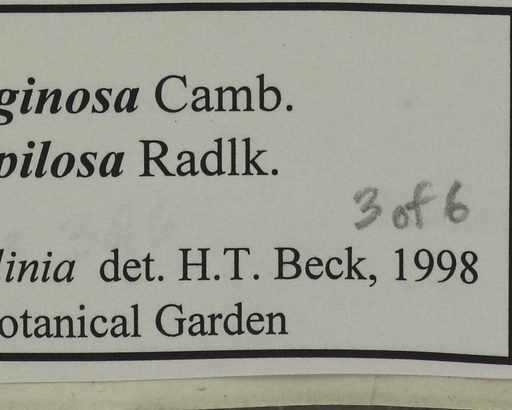 ginosa Camb.
pilosa Radlk.
3 of 6
linia det. H.T. Beck, 1998
otanical Garden